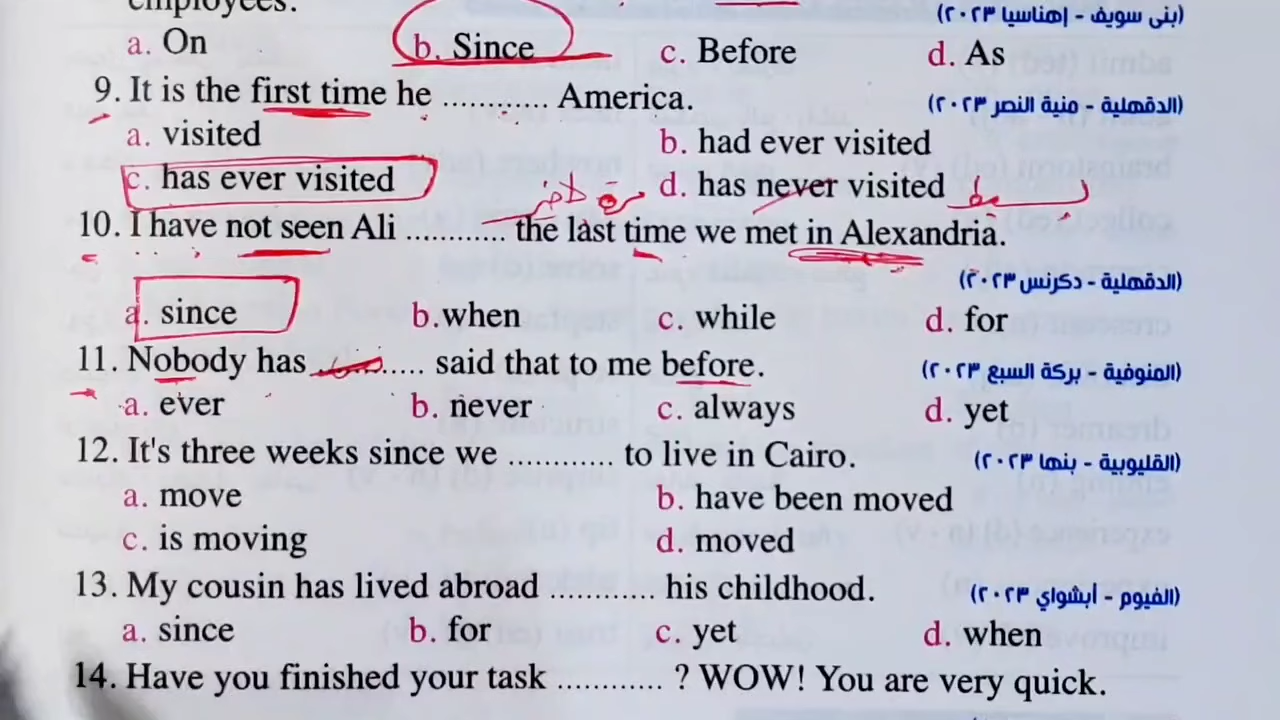 employees.
(بنى سويف - إهناسيا ٢٠٢٣)
a. On b. Since c. Before d. As
9. It is the first time he ............ America. (الدقهلية - منية النصر ٢٠٢٣)
a. visited b. had ever visited
c. has ever visited d. has never visited
10. I have not seen Ali ............ the last time we met in Alexandria.
(الدقهلية - دكرنس ٢٠٢٣)
a. since b. when c. while d. for
11. Nobody has ............ said that to me before. (المنوفية - بركة السبع ٢٠٢٣)
a. ever b. never c. always d. yet
12. It's three weeks since we ............ to live in Cairo. (القليوبية - بنها ٢٠٢٣)
a. move b. have been moved
c. is moving d. moved
13. My cousin has lived abroad ............ his childhood. (الفيوم - أبشواي ٢٠٢٣)
a. since b. for c. yet d. when
14. Have you finished your task ............ ? WOW! You are very quick.